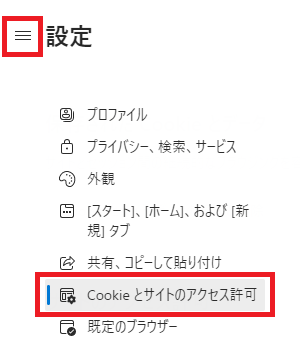 設定
プロファイル
プライバシー、検索、サービス
外観
[スタート]、[ホーム]、および [新
規] タブ
共有、コピーして貼り付け
Cookie とサイトのアクセス許可
既定のブラウザー